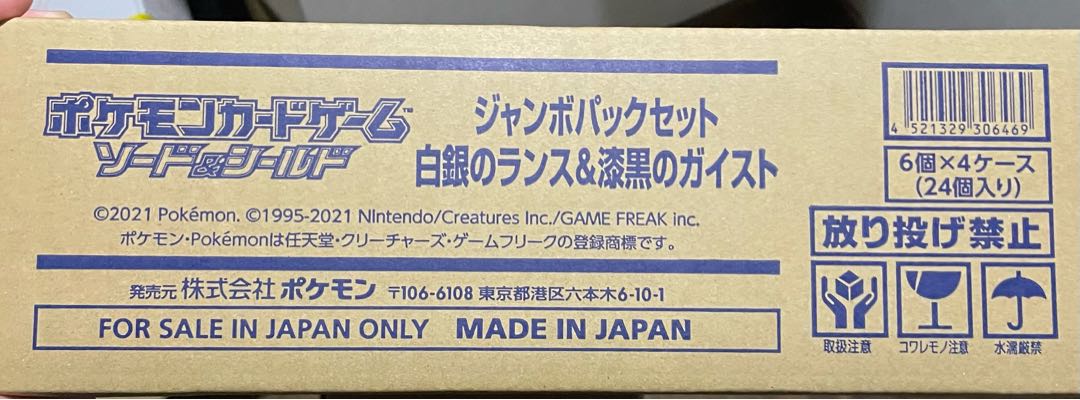 ポケモンカードゲーム™
ソード&シールド
ジャンボパックセット
白銀のランス&漆黒のガイスト
©2021 Pokémon. ©1995-2021 Nintendo/Creatures Inc./GAME FREAK inc.
ポケモン・Pokémonは任天堂・クリーチャーズ・ゲームフリークの登録商標です。
発売元 株式会社 ポケモン 〒106-6108 東京都港区六本木6-10-1
FOR SALE IN JAPAN ONLY MADE IN JAPAN
4 521329 306469
6個×4ケース
(24個入り)
放り投げ禁止
取扱注意 コワレモノ注意 水濡厳禁